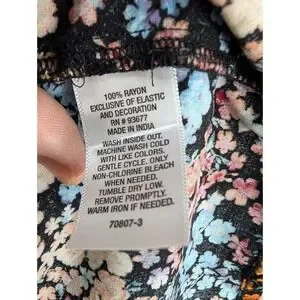 100% RAYON
EXCLUSIVE OF ELASTIC
AND DECORATION
RN # 93677
MADE IN INDIA
WASH INSIDE OUT.
MACHINE WASH COLD
WITH LIKE COLORS.
GENTLE CYCLE. ONLY
NON-CHLORINE BLEACH
WHEN NEEDED.
TUMBLE DRY LOW.
REMOVE PROMPTLY.
WARM IRON IF NEEDED.
70607-3